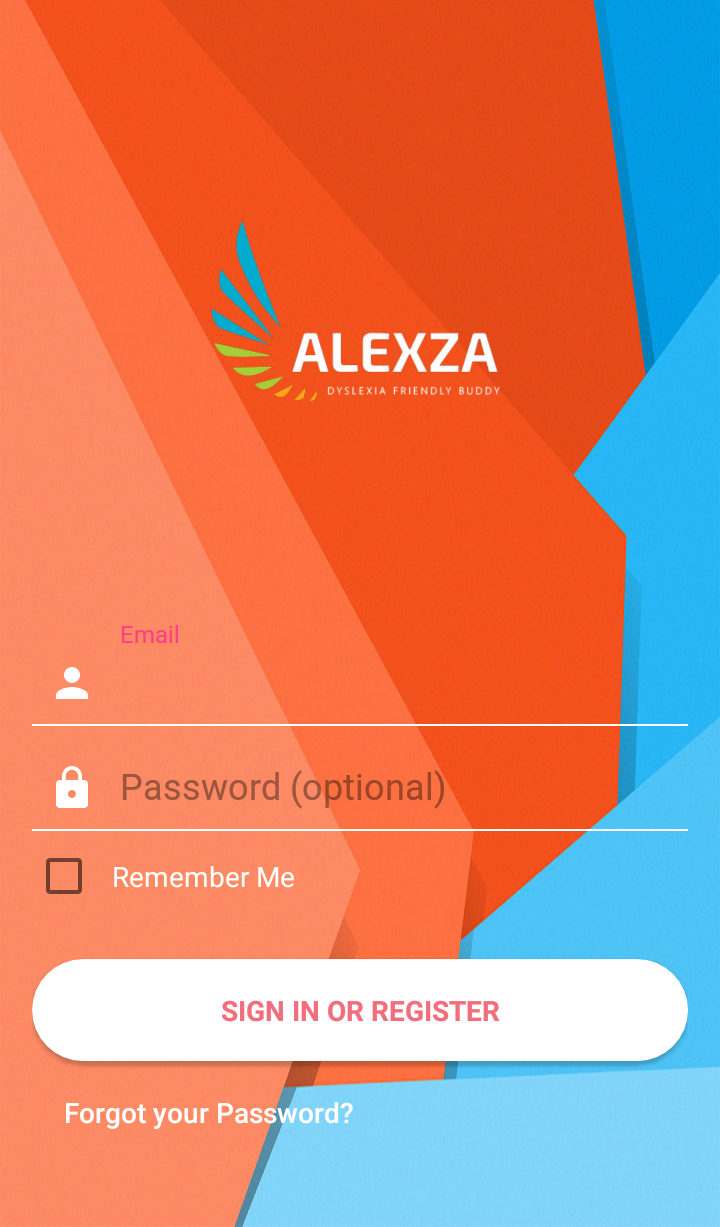 ALEXZA
DYSLEXIA FRIENDLY BUDDY
Email
Password (optional)
Remember Me
SIGN IN OR REGISTER
Forgot your Password?